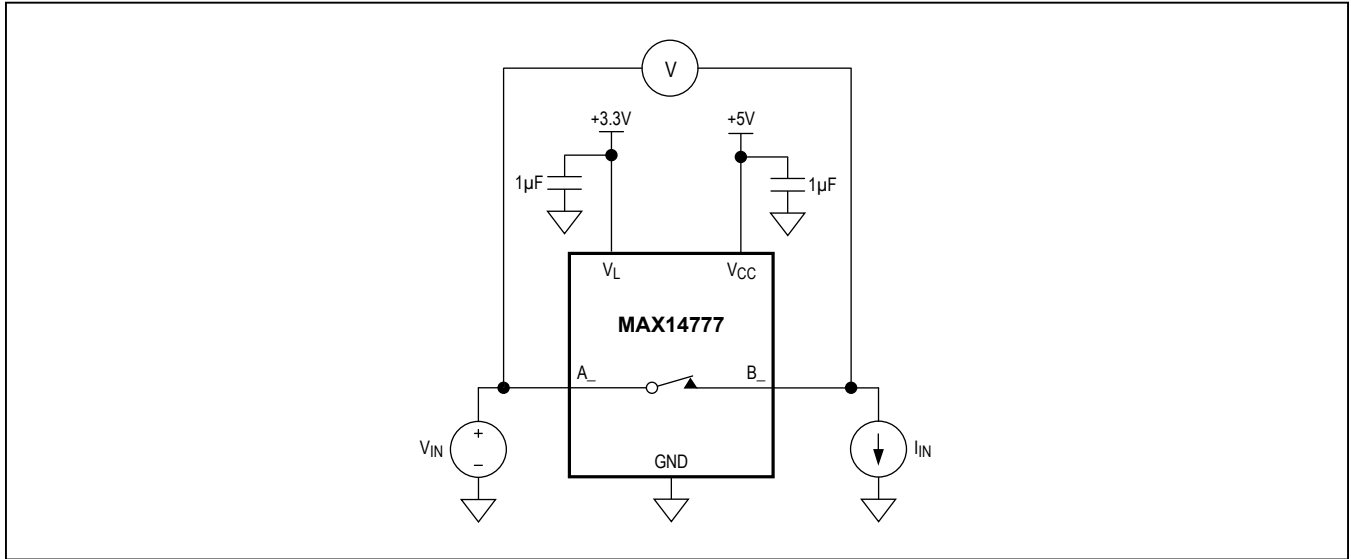 V
+3.3V
+5V
1µF
1µF
VL
VCC
MAX14777
A_
B_
VIN
+
–
IIN
GND